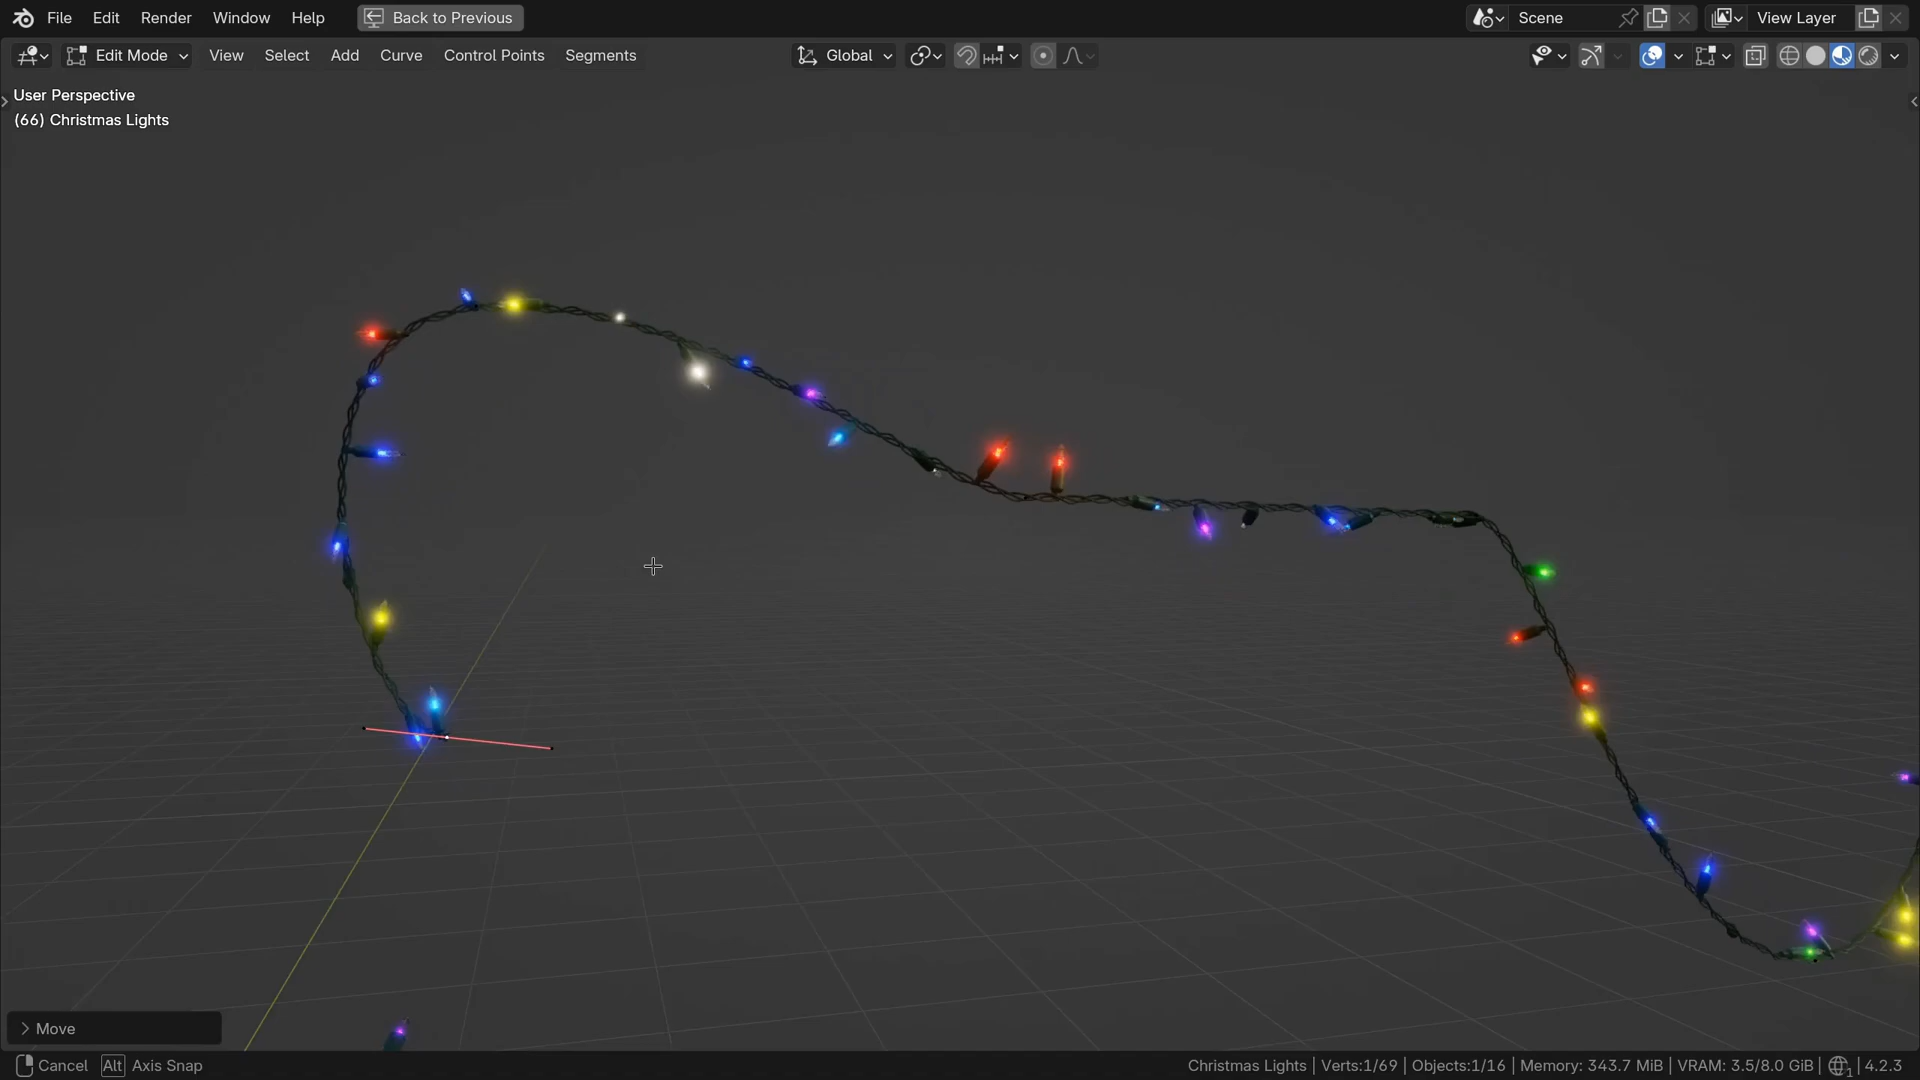 File Edit Render Window Help Back to Previous Scene View Layer
Edit Mode View Select Add Curve Control Points Segments Global
User Perspective
(66) Christmas Lights
Move
Cancel Alt Axis Snap Christmas Lights | Verts:1/69 | Objects:1/16 | Memory: 343.7 MiB | VRAM: 3.5/8.0 GiB | 1 | 4.2.3